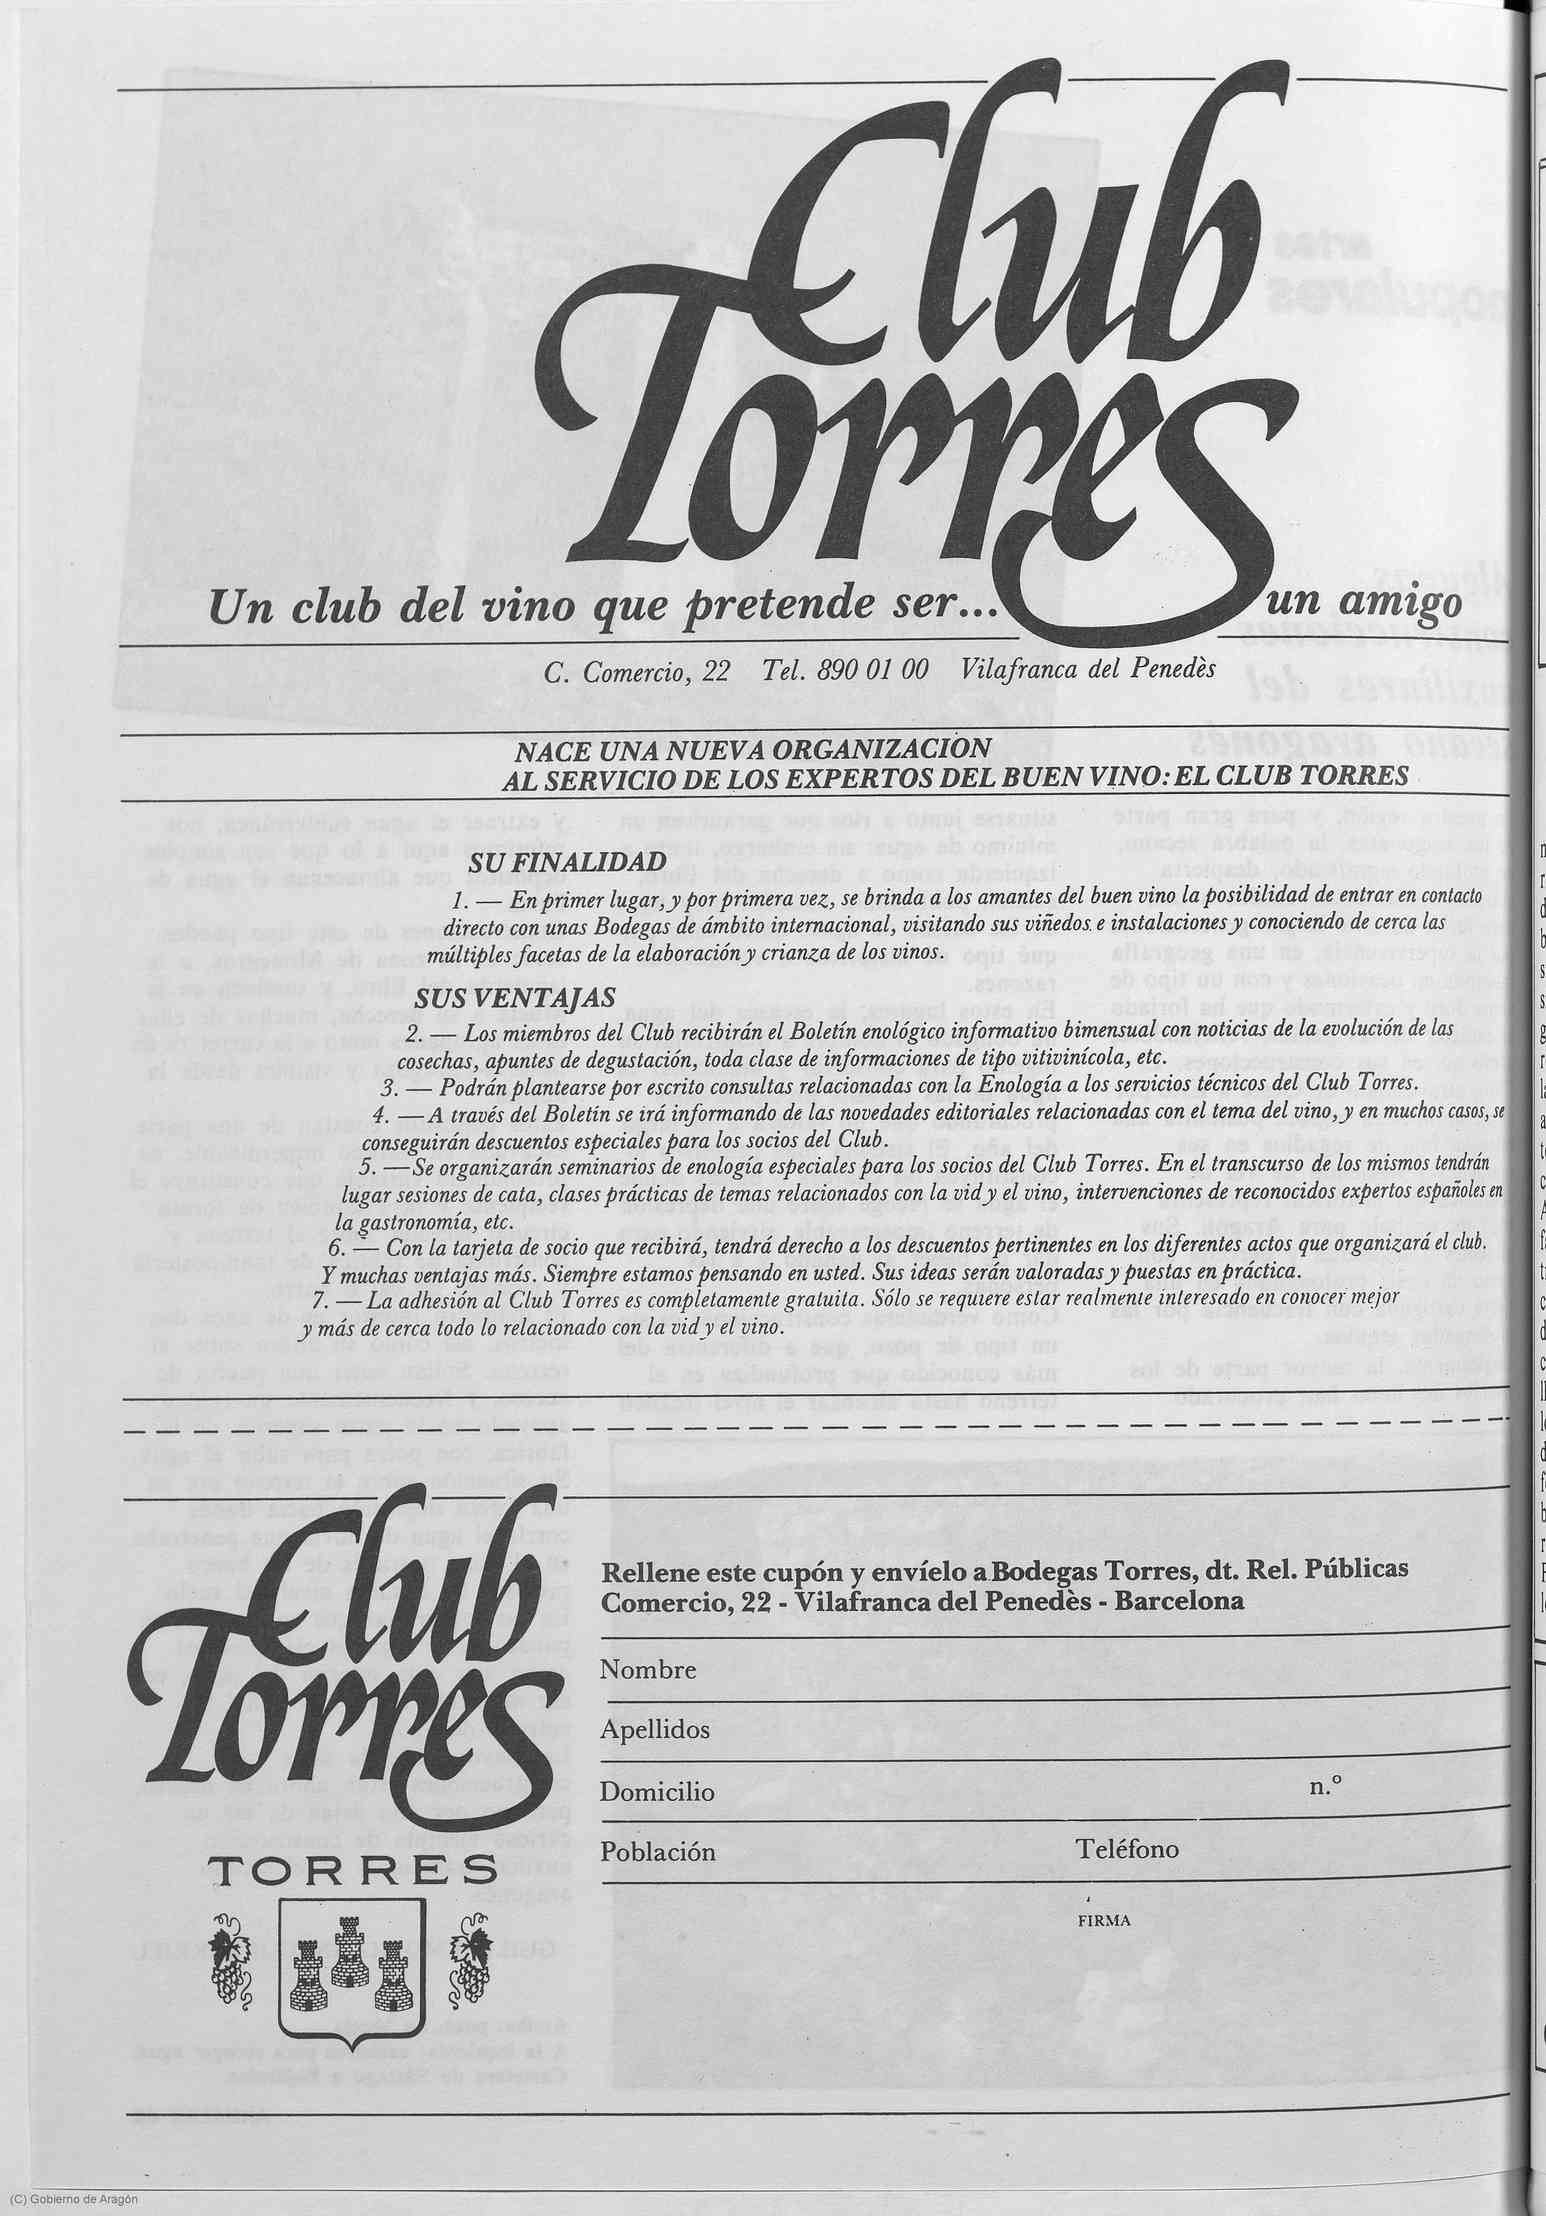 Club
Torres
Un club del vino que pretende ser... un amigo
C. Comercio, 22 Tel. 890 01 00 Vilafranca del Penedès
NACE UNA NUEVA ORGANIZACION
AL SERVICIO DE LOS EXPERTOS DEL BUEN VINO: EL CLUB TORRES
SU FINALIDAD
1. — En primer lugar, y por primera vez, se brinda a los amantes del buen vino la posibilidad de entrar en contacto
directo con unas Bodegas de ámbito internacional, visitando sus viñedos e instalaciones y conociendo de cerca las
múltiples facetas de la elaboración y crianza de los vinos.
SUS VENTAJAS
2. — Los miembros del Club recibirán el Boletín enológico informativo bimensual con noticias de la evolución de las
cosechas, apuntes de degustación, toda clase de informaciones de tipo vitivinícola, etc.
3. — Podrán plantearse por escrito consultas relacionadas con la Enología a los servicios técnicos del Club Torres.
4. — A través del Boletín se irá informando de las novedades editoriales relacionadas con el tema del vino, y en muchos casos, se
conseguirán descuentos especiales para los socios del Club.
5. — Se organizarán seminarios de enología especiales para los socios del Club Torres. En el transcurso de los mismos tendrán
lugar sesiones de cata, clases prácticas de temas relacionados con la vid y el vino, intervenciones de reconocidos expertos españoles en
la gastronomía, etc.
6. — Con la tarjeta de socio que recibirá, tendrá derecho a los descuentos pertinentes en los diferentes actos que organizará el club.
Y muchas ventajas más. Siempre estamos pensando en usted. Sus ideas serán valoradas y puestas en práctica.
7. — La adhesión al Club Torres es completamente gratuita. Sólo se requiere estar realmente interesado en conocer mejor
y más de cerca todo lo relacionado con la vid y el vino.
Club
Torres
TORRES
Rellene este cupón y envíelo a Bodegas Torres, dt. Rel. Públicas
Comercio, 22 - Vilafranca del Penedès - Barcelona
Nombre
Apellidos
Domicilio n.º
Población Teléfono
FIRMA
(C) Gobierno de Aragón